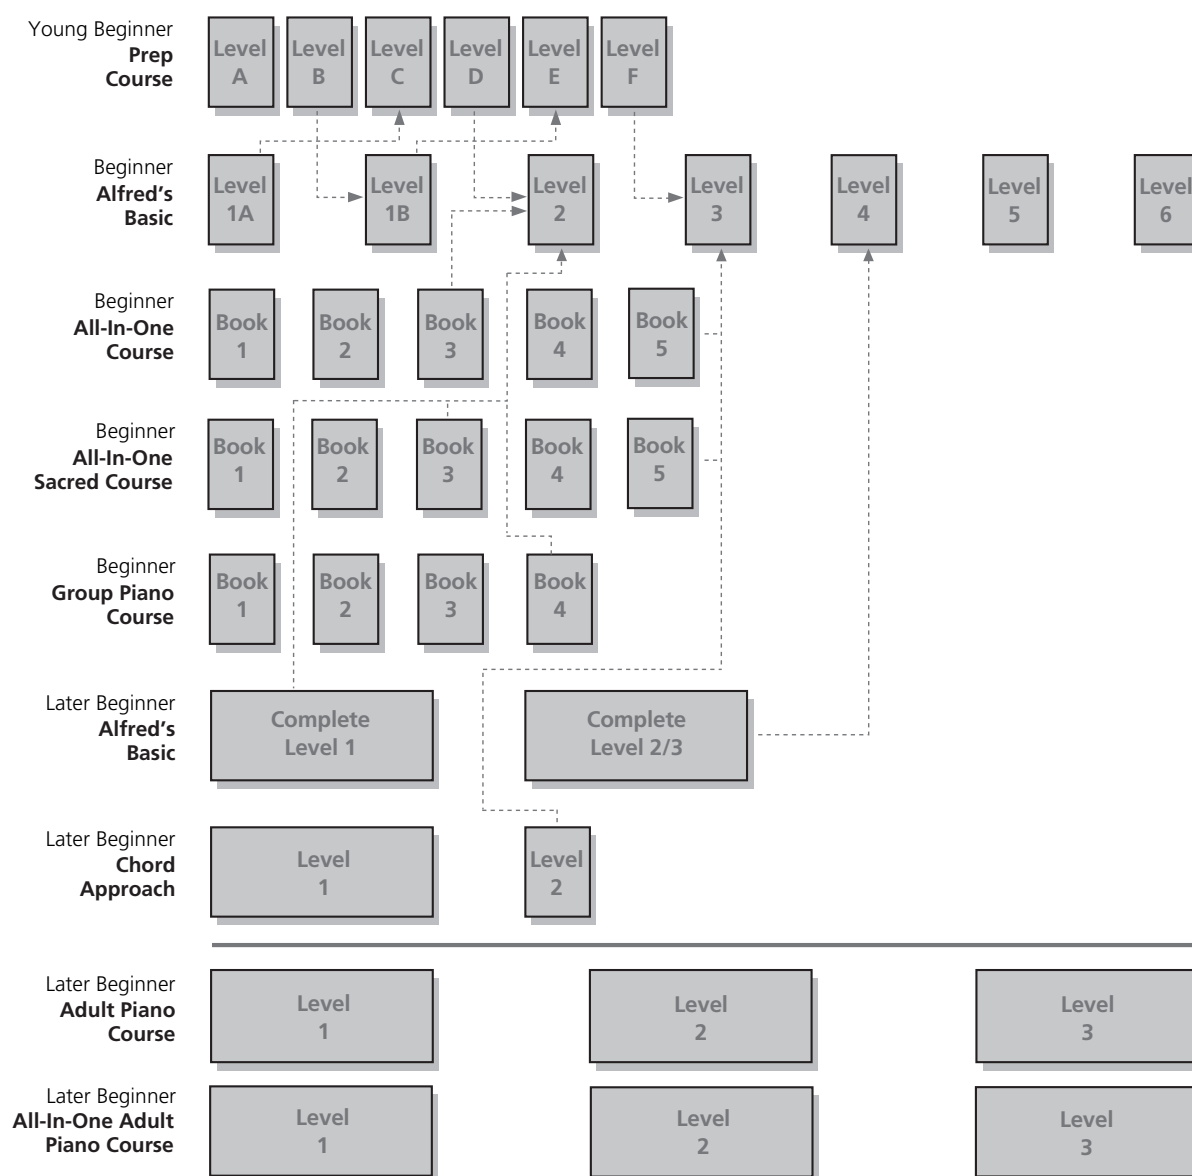 Young Beginner
Prep
Course
Level
A
Level
B
Level
C
Level
D
Level
E
Level
F
Beginner
Alfred's
Basic
Level
1A
Level
1B
Level
2
Level
3
Level
4
Level
5
Level
6
Beginner
All-In-One
Course
Book
1
Book
2
Book
3
Book
4
Book
5
Beginner
All-In-One
Sacred Course
Book
1
Book
2
Book
3
Book
4
Book
5
Beginner
Group Piano
Course
Book
1
Book
2
Book
3
Book
4
Later Beginner
Alfred's
Basic
Complete
Level 1
Complete
Level 2/3
Later Beginner
Chord
Approach
Level
1
Level
2
Later Beginner
Adult Piano
Course
Level
1
Level
2
Level
3
Later Beginner
All-In-One Adult
Piano Course
Level
1
Level
2
Level
3